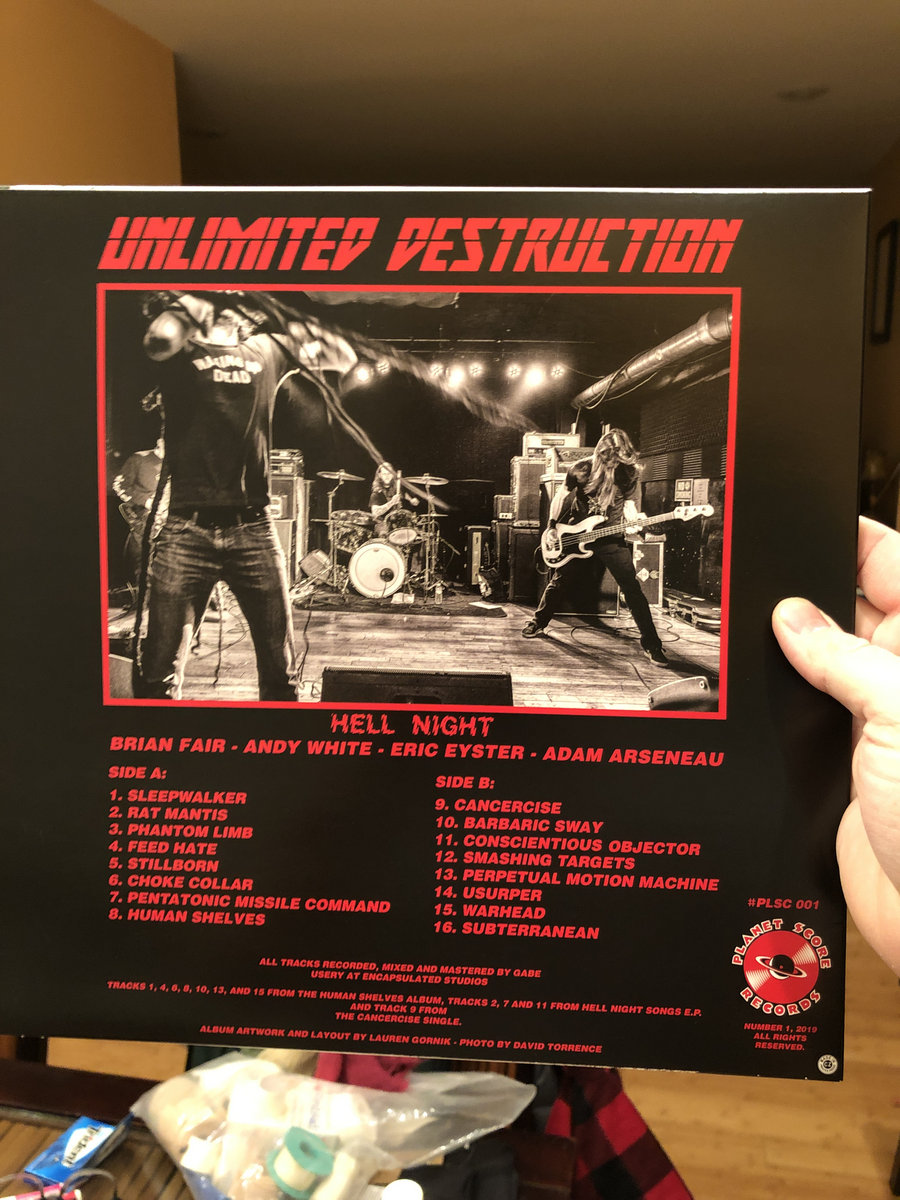 UNLIMITED DESTRUCTION
DEAD
HELL NIGHT
BRIAN FAIR - ANDY WHITE - ERIC EYSTER - ADAM ARSENEAU
SIDE A:
1. SLEEPWALKER
2. RAT MANTIS
3. PHANTOM LIMB
4. FEED HATE
5. STILLBORN
6. CHOKE COLLAR
7. PENTATONIC MISSILE COMMAND
8. HUMAN SHELVES
SIDE B:
9. CANCERCISE
10. BARBARIC SWAY
11. CONSCIENTIOUS OBJECTOR
12. SMASHING TARGETS
13. PERPETUAL MOTION MACHINE
14. USURPER
15. WARHEAD
16. SUBTERRANEAN
ALL TRACKS RECORDED, MIXED AND MASTERED BY GABE
USERY AT ENCAPSULATED STUDIOS
TRACKS 1, 4, 6, 8, 10, 13, AND 15 FROM THE HUMAN SHELVES ALBUM, TRACKS 2, 7 AND 11 FROM HELL NIGHT SONGS E.P.
AND TRACK 9 FROM
THE CANCERCISE SINGLE.
ALBUM ARTWORK AND LAYOUT BY LAUREN GORNIK - PHOTO BY DAVID TORRENCE
#PLSC 001
PLANET SCORE
RECORDS
NUMBER 1, 2019
ALL RIGHTS
RESERVED.
Trident